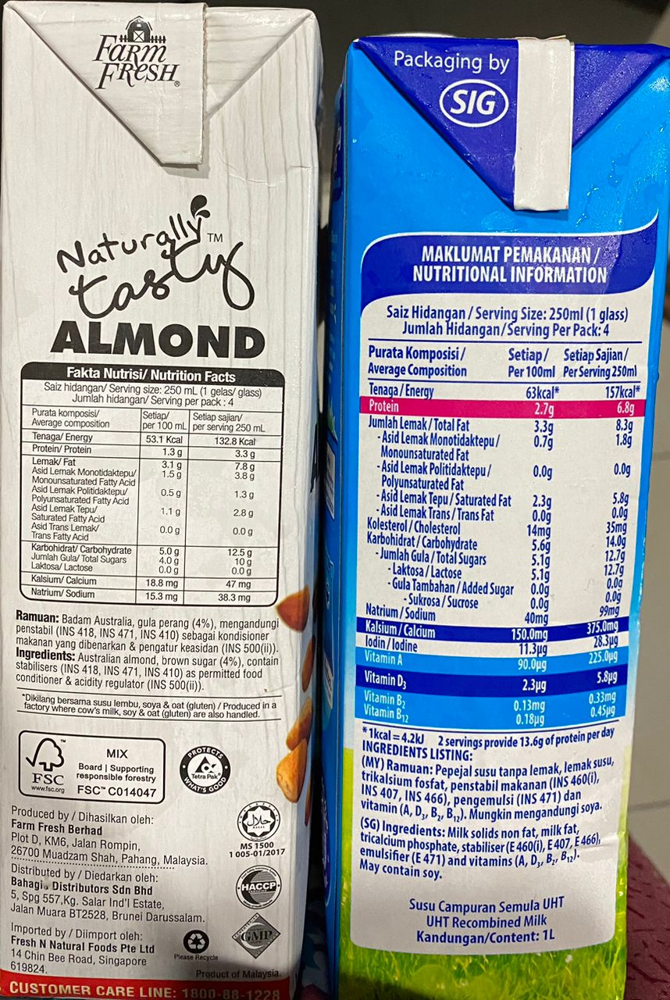 FARM
FRESH®
Naturally™
tasty
ALMOND
Fakta Nutrisi/ Nutrition Facts
Saiz hidangan/ Serving size: 250 mL (1 gelas/ glass)
Jumlah hidangan/ Serving per pack : 4
Purata komposisi/ Average composition Setiap/ per 100 mL Setiap sajian/ per serving 250 mL
Tenaga/ Energy 53.1 Kcal 132.8 Kcal
Protein/ Protein 1.3 g 3.3 g
Lemak/ Fat 3.1 g 7.8 g
Asid Lemak Monotidaktepu/ 1.5 g 3.8 g
Monounsaturated Fatty Acid
Asid Lemak Politidaktepu/ 0.5 g 1.3 g
Polyunsaturated Fatty Acid
Asid Lemak Tepu/ 1.1 g 2.8 g
Saturated Fatty Acid
Asid Trans Lemak/ 0.0 g 0.0 g
Trans Fatty Acid
Karbohidrat/ Carbohydrate 5.0 g 12.5 g
Jumlah Gula/ Total Sugars 4.0 g 10 g
Laktosa/ Lactose 0.0 g 0.0 g
Kalsium/ Calcium 18.8 mg 47 mg
Natrium/ Sodium 15.3 mg 38.3 mg
Ramuan: Badam Australia, gula perang (4%), mengandungi
penstabil (INS 418, INS 471, INS 410) sebagai kondisioner
makanan yang dibenarkan & pengatur keasidan (INS 500(ii)).
Ingredients: Australian almond, brown sugar (4%), contain
stabilisers (INS 418, INS 471, INS 410) as permitted food
conditioner & acidity regulator (INS 500(ii)).
*Dikilang bersama susu lembu, soya & oat (gluten) / Produced in a
factory where cow's milk, soy & oat (gluten) are also handled.
FSC™
www.fsc.org
MIX
Board | Supporting
responsible forestry
FSC™ C014047
PROTECTS
Tetra Pak®
WHAT'S GOOD
Produced by / Dihasilkan oleh:
Farm Fresh Berhad
Plot D, KM6, Jalan Rompin,
26700 Muadzam Shah, Pahang, Malaysia.
حلال
MS 1500
1 005-01/2017
Distributed by / Diedarkan oleh:
Distributors Sdn Bhd
5, Spg 557,Kg. Salar Ind'l Estate,
Jalan Muara BT2528, Brunei Darussalam.
HACCP
Imported by / Diimport oleh:
Fresh N Natural Foods Pte Ltd
14 Chin Bee Road, Singapore
619824.
Please Recycle
GMP
Product of Malaysia.
CUSTOMER CARE LINE: 1800-88-1228
Packaging by
SIG
MAKLUMAT PEMAKANAN /
NUTRITIONAL INFORMATION
Saiz Hidangan / Serving Size: 250ml (1 glass)
Jumlah Hidangan/Serving Per Pack: 4
Purata Komposisi / Setiap / Setiap Sajian /
Average Composition Per 100ml Per Serving 250ml
Tenaga / Energy 63kcal* 157kcal*
Protein 2.7g 6.8g
Jumlah Lemak / Total Fat 3.3g 8.3g
- Asid Lemak Monotidaktepu / 0.7g 1.8g
Monounsaturated Fat
- Asid Lemak Politidaktepu / 0.0g 0.0g
Polyunsaturated Fat
- Asid Lemak Tepu / Saturated Fat 2.3g 5.8g
- Asid Lemak Trans / Trans Fat 0.0g 0.0g
Kolesterol / Cholesterol 14mg 35mg
Karbohidrat / Carbohydrate 5.6g 14.0g
- Jumlah Gula / Total Sugars 5.1g 12.7g
- Laktosa / Lactose 5.1g 12.7g
- Gula Tambahan / Added Sugar 0.0g 0.0g
- Sukrosa / Sucrose 0.0g 0.0g
Natrium / Sodium 40mg 99mg
Kalsium / Calcium 150.0mg 375.0mg
Iodin / Iodine 11.3µg 28.3µg
Vitamin A 90.0µg 225.0µg
Vitamin D3 2.3µg 5.8µg
Vitamin B2 0.13mg 0.33mg
Vitamin B12 0.18µg 0.45µg
*1kcal = 4.2kJ 2 servings provide 13.6g of protein per day
INGREDIENTS LISTING:
(MY) Ramuan: Pepejal susu tanpa lemak, lemak susu,
trikalsium fosfat, penstabil makanan (INS 460(i),
INS 407, INS 466), pengemulsi (INS 471) dan
vitamin (A, D3, B2, B12). Mungkin mengandungi soya.
(SG) Ingredients: Milk solids non fat, milk fat,
tricalcium phosphate, stabiliser (E 460(i), E 407, E 466),
emulsifier (E 471) and vitamins (A, D3, B2, B12).
May contain soy.
Susu Campuran Semula UHT
UHT Recombined Milk
Kandungan/Content: 1L